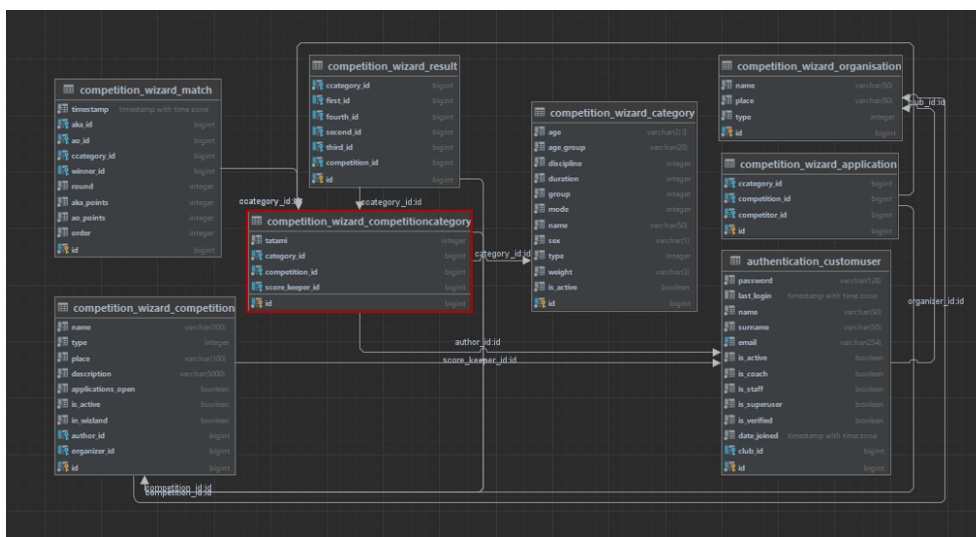 competition_wizard_match
timestamp timestamp with time zone
aka_id bigint
ao_id bigint
ccategory_id bigint
winner_id bigint
round integer
aka_points integer
ao_points integer
order integer
id bigint
competition_wizard_result
ccategory_id bigint
first_id bigint
fourth_id bigint
second_id bigint
third_id bigint
competition_id bigint
id bigint
competition_wizard_category
age varchar(2) []
age_group varchar(20)
discipline integer
duration integer
group integer
mode integer
name varchar(50)
sex varchar(1)
type integer
weight varchar(3)
is_active boolean
id bigint
competition_wizard_organisation
name varchar(50)
place varchar(50)
type integer
id bigint
club_id:id
competition_wizard_application
ccategory_id bigint
competition_id bigint
competitor_id bigint
id bigint
ccategory_id:id
ccategory_id:id
competition_wizard_competitioncategory
tatami integer
category_id bigint
competition_id bigint
score_keeper_id bigint
id bigint
category_id:id
authentication_customuser
password varchar(128)
last_login timestamp with time zone
name varchar(50)
surname varchar(50)
email varchar(254)
is_active boolean
is_coach boolean
is_staff boolean
is_superuser boolean
is_verified boolean
date_joined timestamp with time zone
club_id bigint
id bigint
organizer_id:id
competition_wizard_competition
name varchar(100)
type integer
place varchar(100)
description varchar(5000)
applications_open boolean
is_active boolean
in_wizland boolean
author_id bigint
organizer_id bigint
id bigint
author_id:id
score_keeper_id:id
competition_id:id
competition_id:id